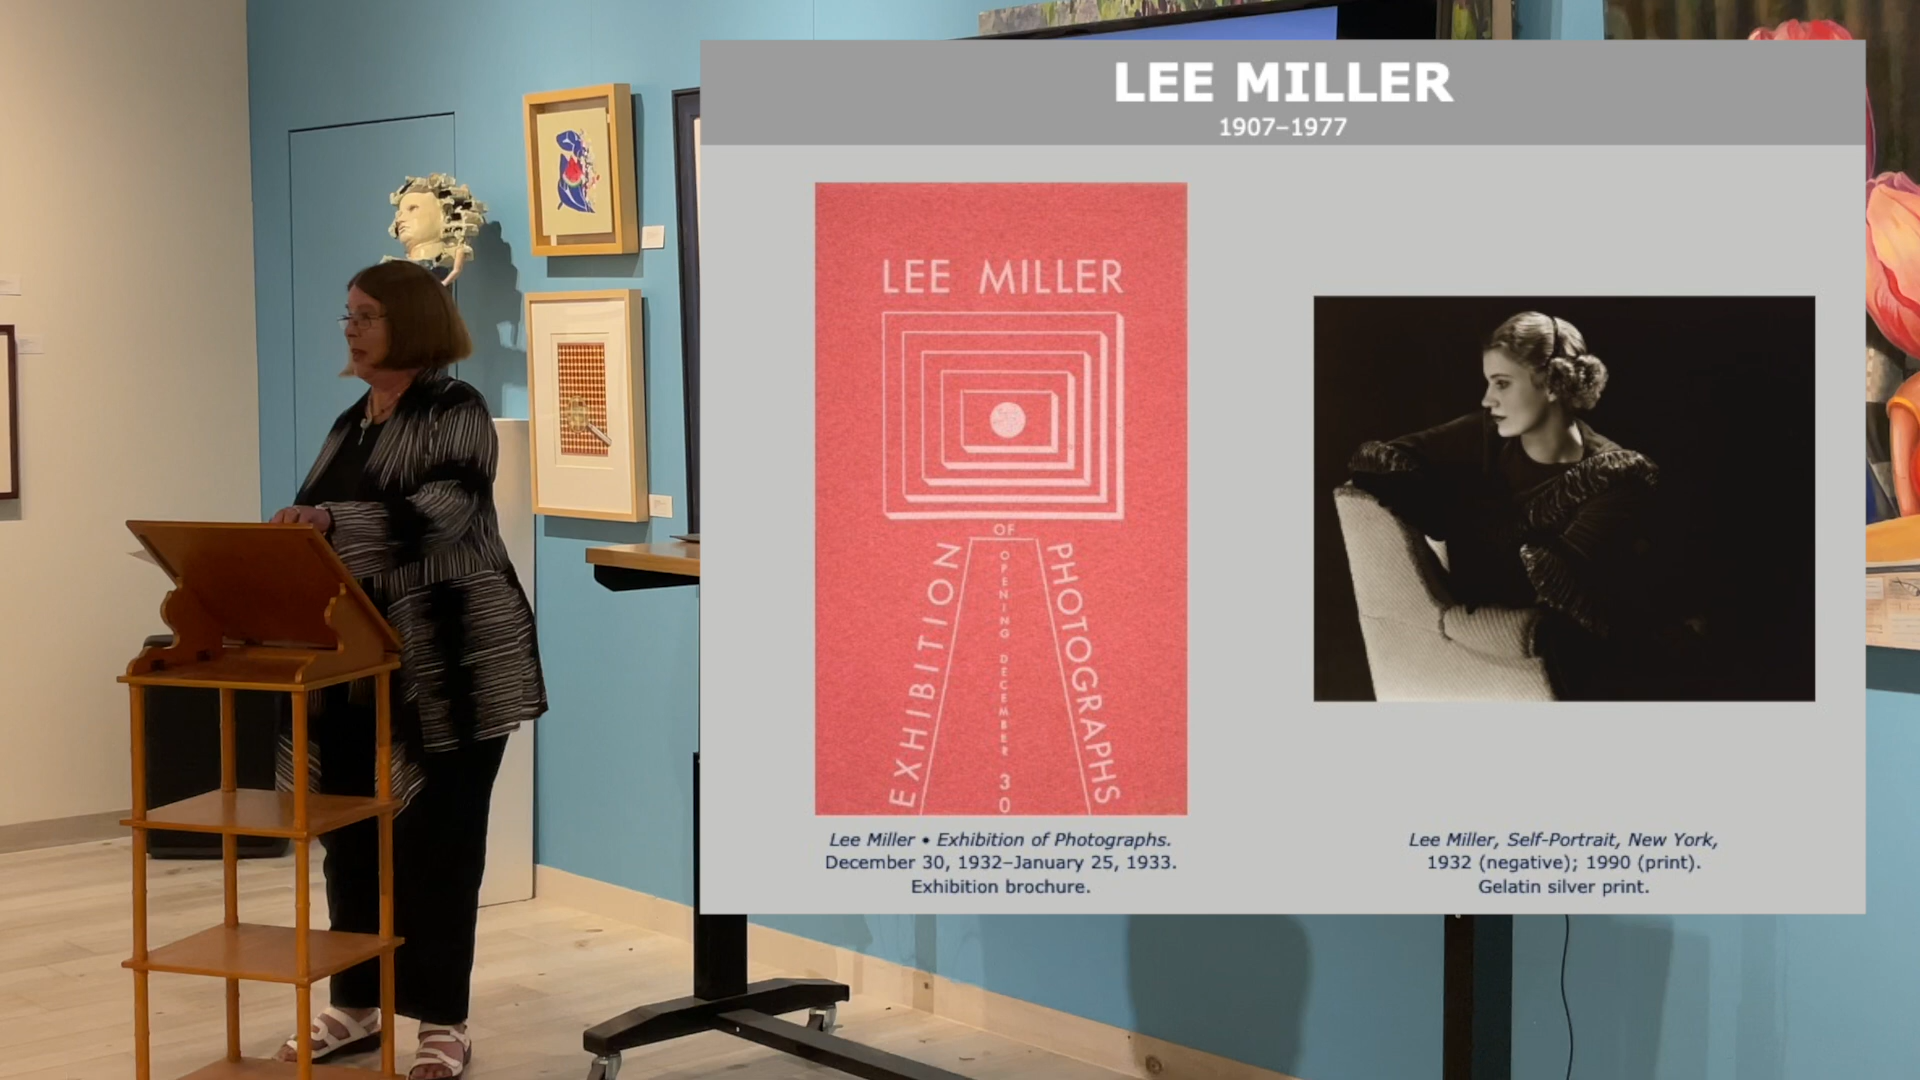 LEE MILLER
1907–1977
LEE MILLER
EXHIBITION
OF
PHOTOGRAPHS
OPENING DECEMBER 30
Lee Miller • Exhibition of Photographs.
December 30, 1932–January 25, 1933.
Exhibition brochure.
Lee Miller, Self-Portrait, New York,
1932 (negative); 1990 (print).
Gelatin silver print.